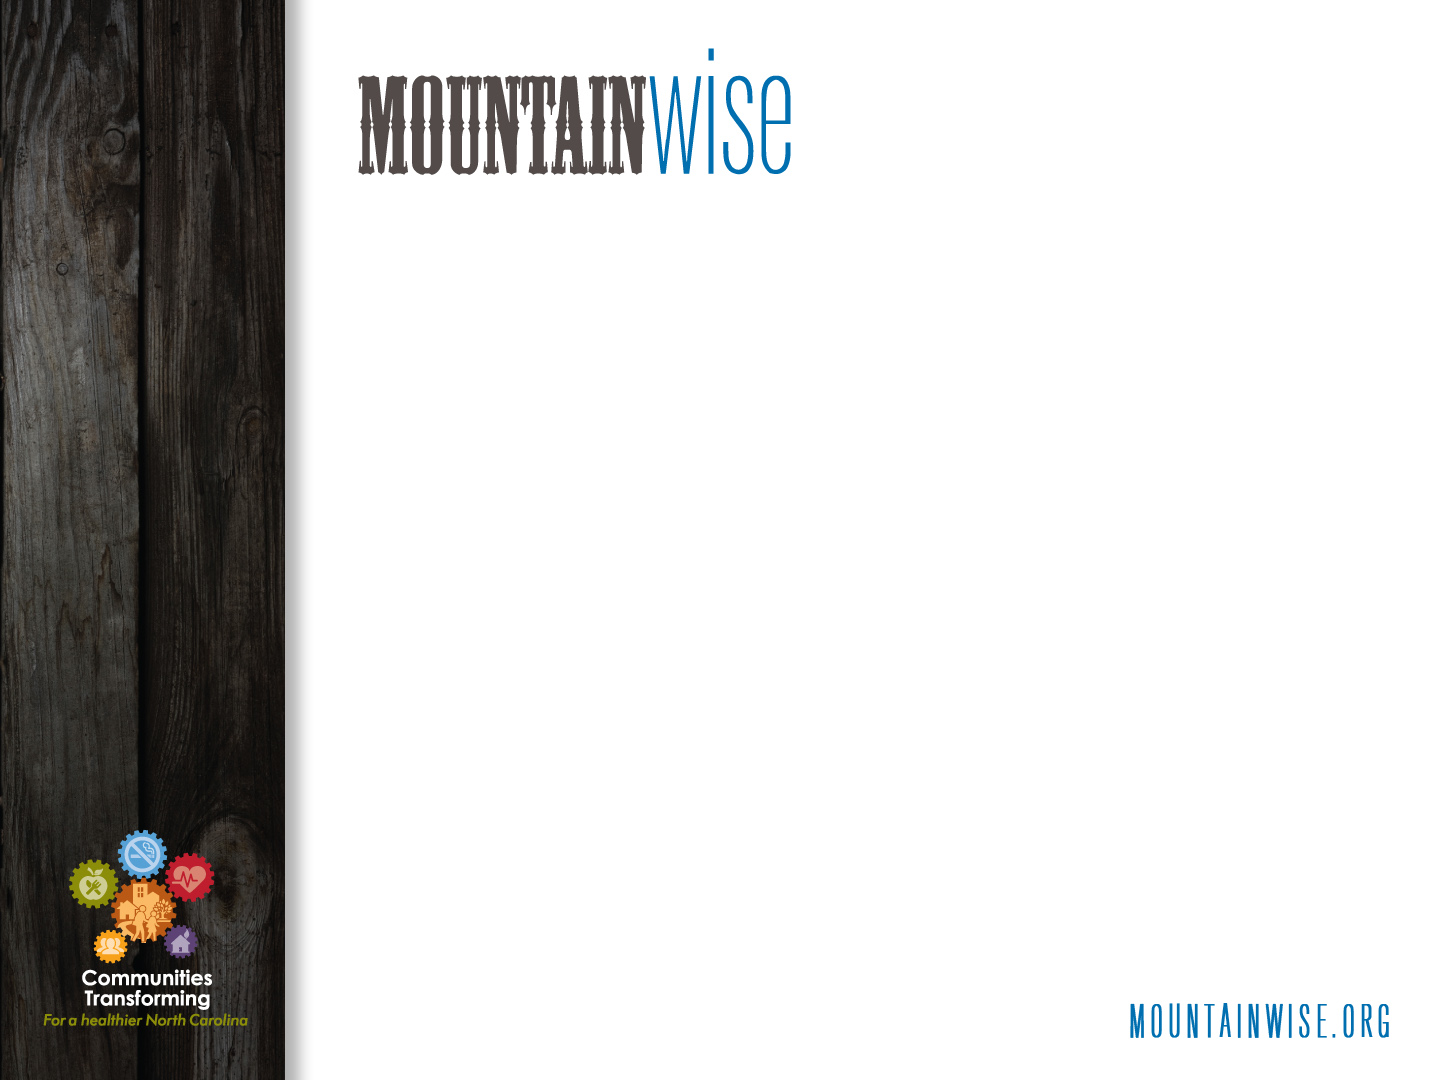 MOUNTAINwise
Communities
Transforming
For a healthier North Carolina
MOUNTAINWISE.ORG